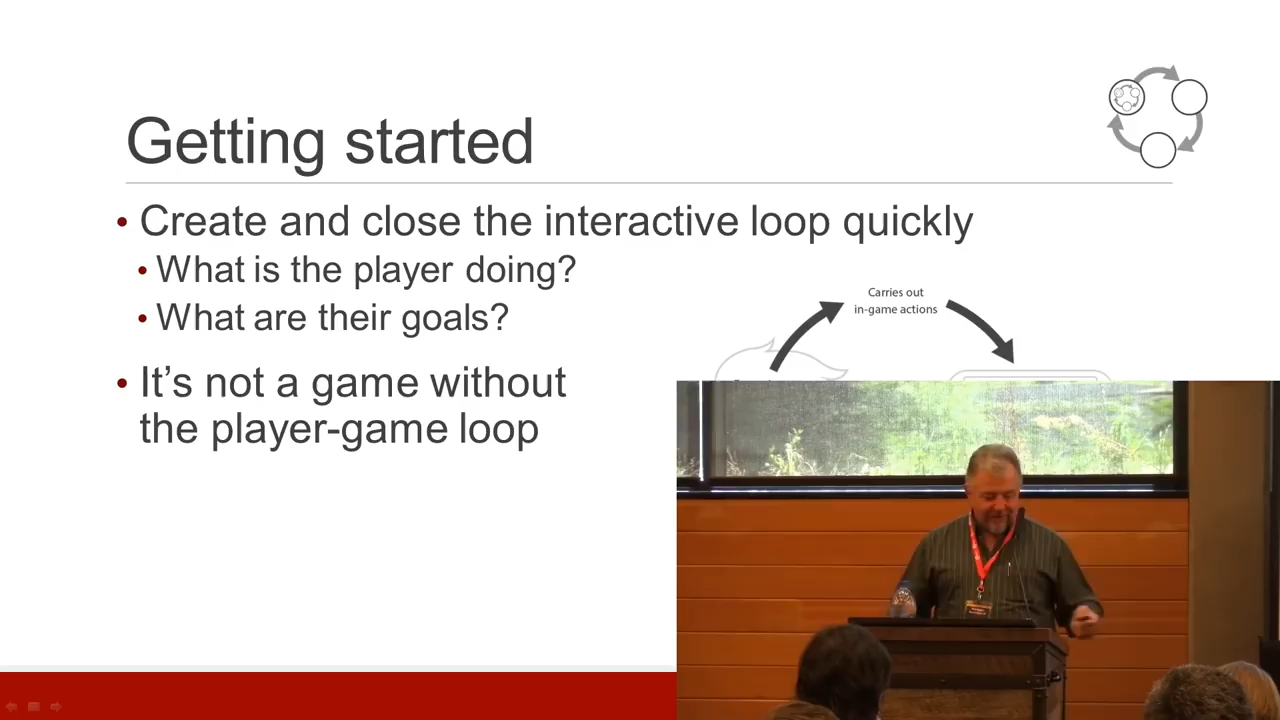 Getting started
• Create and close the interactive loop quickly
• What is the player doing?
• What are their goals?
• It’s not a game without
the player-game loop
Carries out
in-game actions